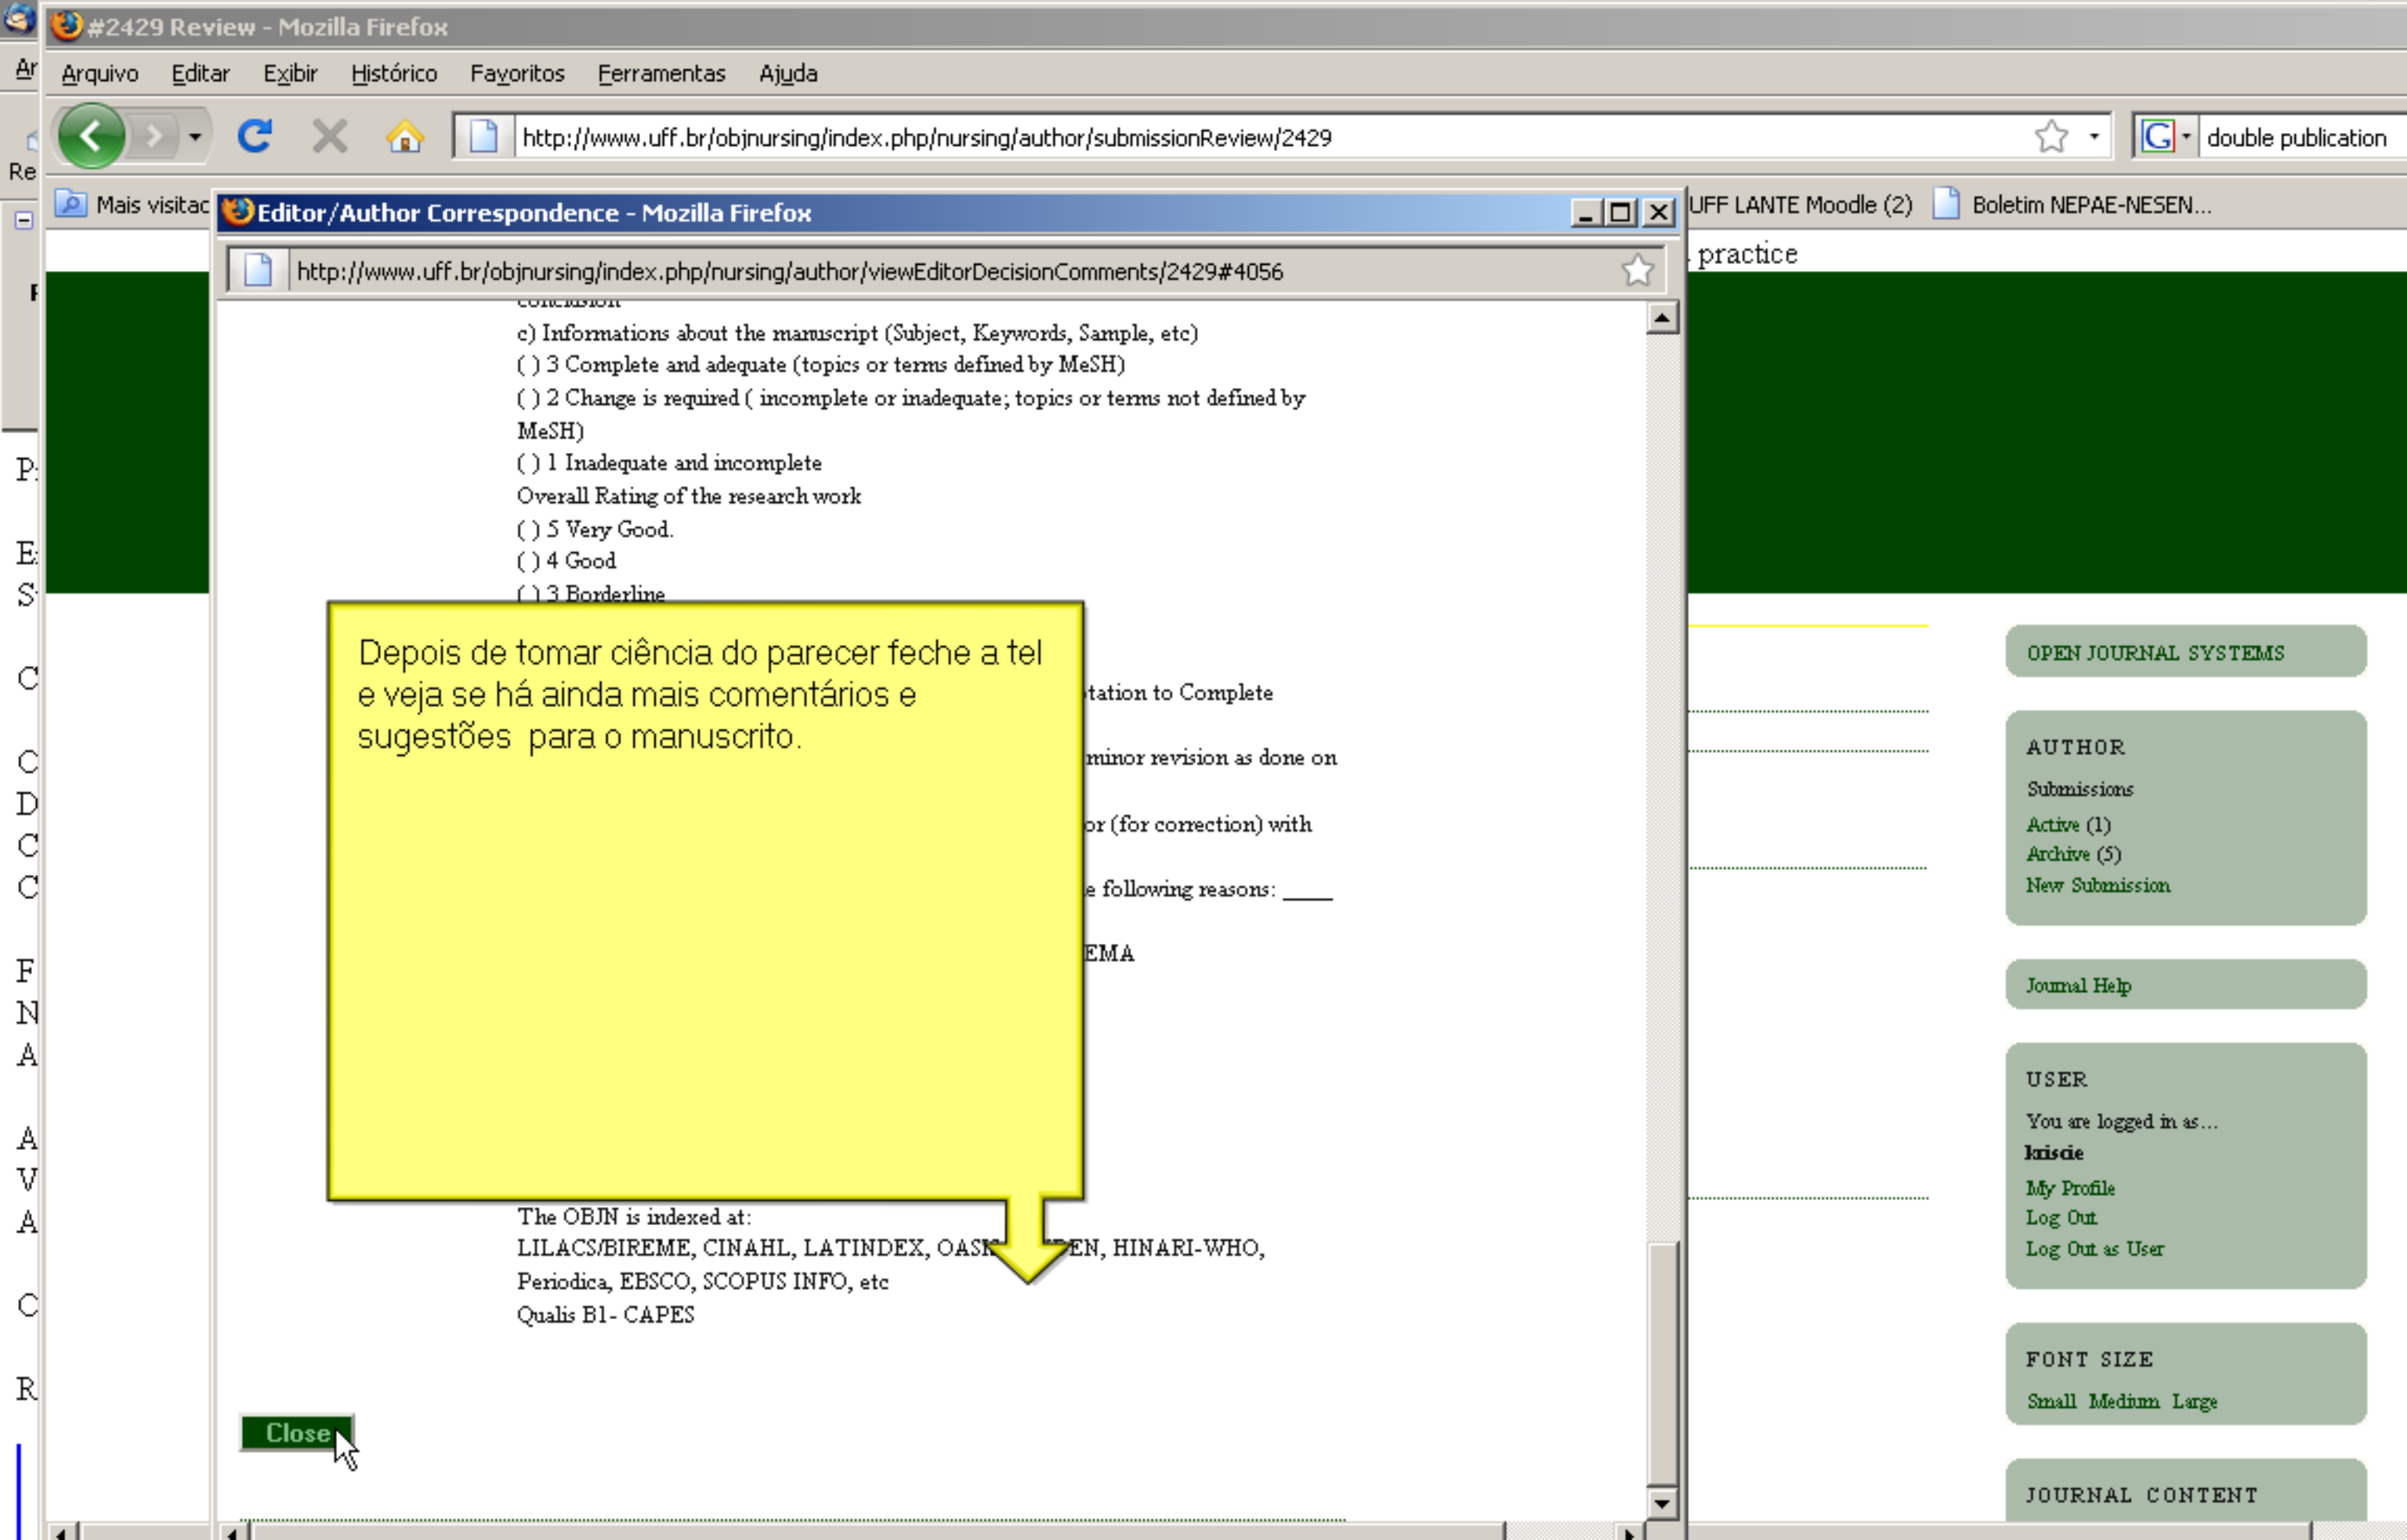 #2429 Review - Mozilla Firefox
Ar
Arquivo Editar Exibir Histórico Favoritos Ferramentas Ajuda
http://www.uff.br/objnursing/index.php/nursing/author/submissionReview/2429
double publication
Re
Mais visitac
UFF LANTE Moodle (2) Boletim NEPAE-NESEN...
Editor/Author Correspondence - Mozilla Firefox
practice
http://www.uff.br/objnursing/index.php/nursing/author/viewEditorDecisionComments/2429#4056
conclusion
c) Informations about the manuscript (Subject, Keywords, Sample, etc)
( ) 3 Complete and adequate (topics or terms defined by MeSH)
( ) 2 Change is required ( incomplete or inadequate; topics or terms not defined by
MeSH)
( ) 1 Inadequate and incomplete
Overall Rating of the research work
( ) 5 Very Good.
( ) 4 Good
( ) 3 Borderline
Depois de tomar ciência do parecer feche a tel
e veja se há ainda mais comentários e
sugestões para o manuscrito.
tation to Complete
minor revision as done on
or (for correction) with
e following reasons: ____
EMA
The OBJN is indexed at:
LILACS/BIREME, CINAHL, LATINDEX, OASIS EN, HINARI-WHO,
Periodica, EBSCO, SCOPUS INFO, etc
Qualis B1- CAPES
Close
OPEN JOURNAL SYSTEMS
AUTHOR
Submissions
Active (1)
Archive (5)
New Submission
Journal Help
USER
You are logged in as...
kriscie
My Profile
Log Out
Log Out as User
FONT SIZE
Small Medium Large
JOURNAL CONTENT